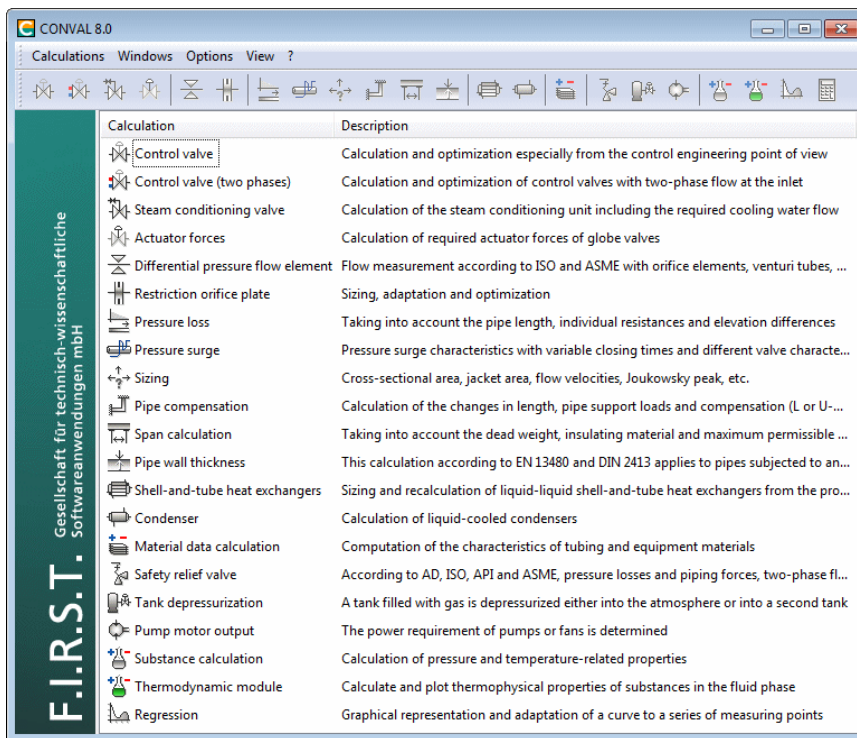 CONVAL 8.0
Calculations Windows Options View ?
Calculation Description
Control valve Calculation and optimization especially from the control engineering point of view
Control valve (two phases) Calculation and optimization of control valves with two-phase flow at the inlet
Steam conditioning valve Calculation of the steam conditioning unit including the required cooling water flow
Actuator forces Calculation of required actuator forces of globe valves
Differential pressure flow element Flow measurement according to ISO and ASME with orifice elements, venturi tubes, ...
Restriction orifice plate Sizing, adaptation and optimization
Pressure loss Taking into account the pipe length, individual resistances and elevation differences
Pressure surge Pressure surge characteristics with variable closing times and different valve characte...
Sizing Cross-sectional area, jacket area, flow velocities, Joukowsky peak, etc.
Pipe compensation Calculation of the changes in length, pipe support loads and compensation (L or U-...
Span calculation Taking into account the dead weight, insulating material and maximum permissible ...
Pipe wall thickness This calculation according to EN 13480 and DIN 2413 applies to pipes subjected to an...
Shell-and-tube heat exchangers Sizing and recalculation of liquid-liquid shell-and-tube heat exchangers from the pro...
Condenser Calculation of liquid-cooled condensers
Material data calculation Computation of the characteristics of tubing and equipment materials
Safety relief valve According to AD, ISO, API and ASME, pressure losses and piping forces, two-phase fl...
Tank depressurization A tank filled with gas is depressurized either into the atmosphere or into a second tank
Pump motor output The power requirement of pumps or fans is determined
Substance calculation Calculation of pressure and temperature-related properties
Thermodynamic module Calculate and plot thermophysical properties of substances in the fluid phase
Regression Graphical representation and adaptation of a curve to a series of measuring points
F.I.R.S.T.
Gesellschaft für technisch-wissenschaftliche
Softwareanwendungen mbH